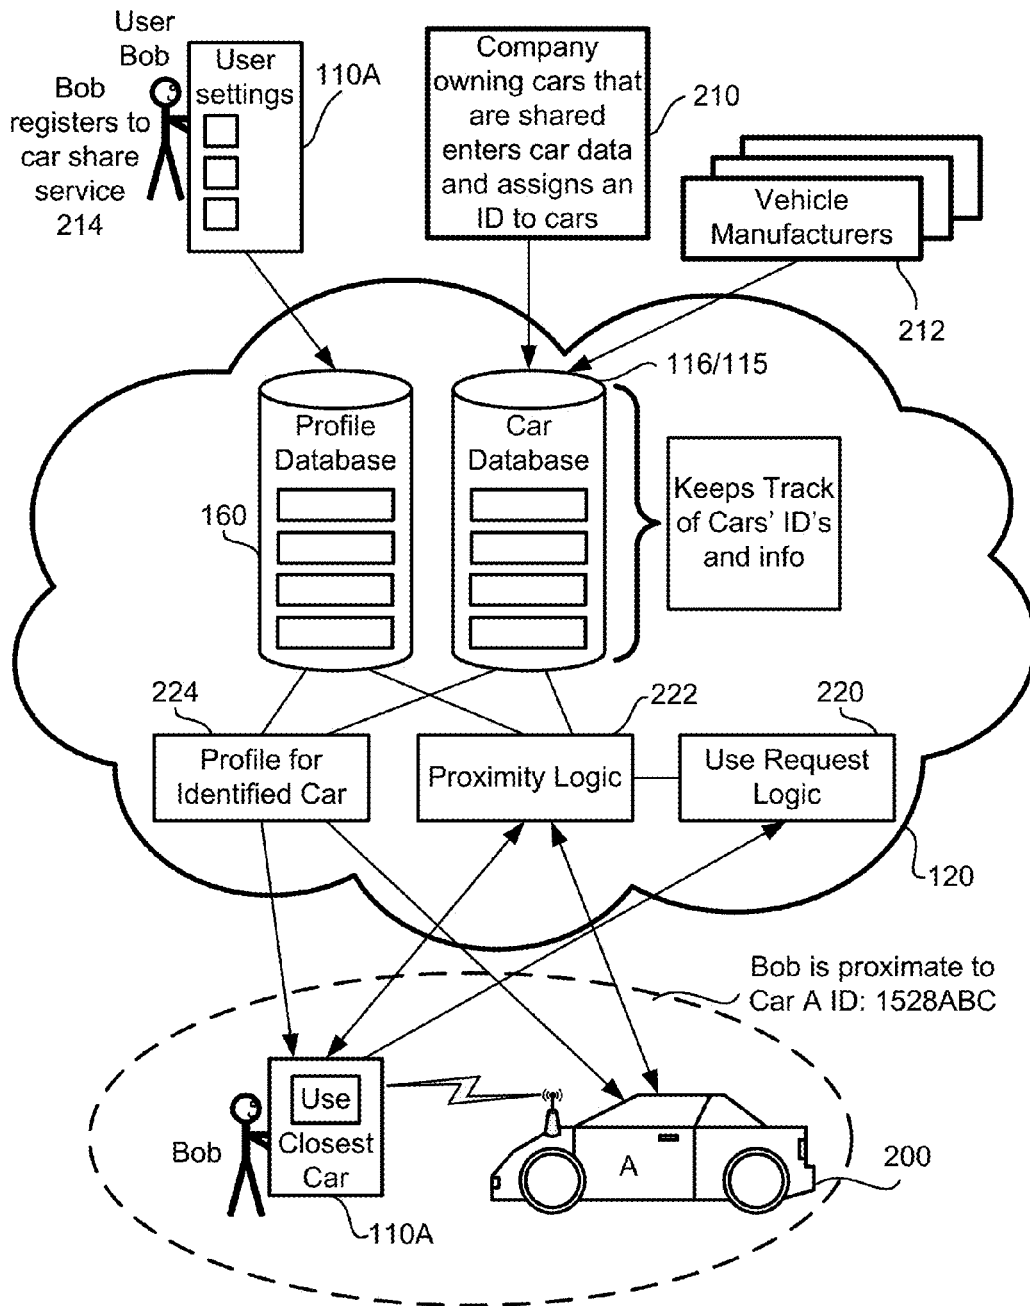 User
Bob
Bob
registers to
car share
service
214
User
settings
110A
Company
owning cars that
are shared
enters car data
and assigns an
ID to cars
210
Vehicle
Manufacturers
212
116/115
Profile
Database
Car
Database
160
Keeps Track
of Cars' ID's
and info
224
Profile for
Identified Car
222
Proximity Logic
220
Use Request
Logic
120
Bob is proximate to
Car A ID: 1528ABC
Bob
Use
Closest
Car
110A
A
200